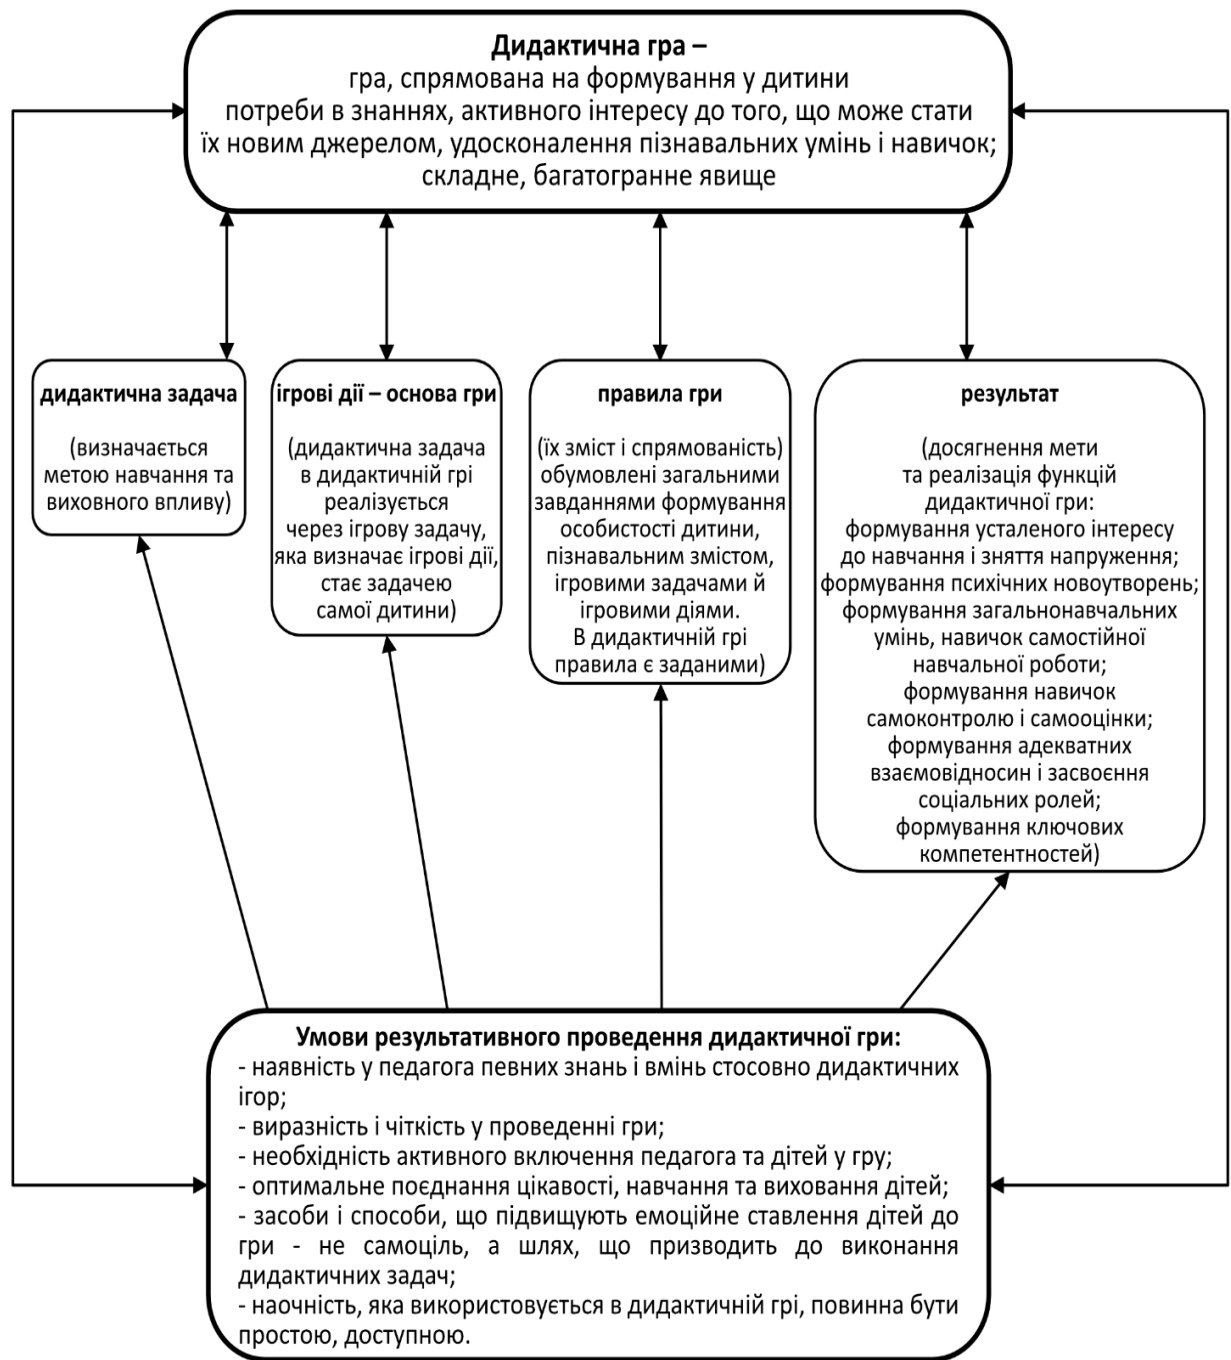 Дидактична гра –
гра, спрямована на формування у дитини
потреби в знаннях, активного інтересу до того, що може стати
їх новим джерелом, удосконалення пізнавальних умінь і навичок;
складне, багатогранне явище
дидактична задача
(визначається
метою навчання та
виховного впливу)
ігрові дії – основа гри
(дидактична задача
в дидактичній грі
реалізується
через ігрову задачу,
яка визначає ігрові дії,
стає задачею
самої дитини)
правила гри
(їх зміст і спрямованість)
обумовлені загальними
завданнями формування
особистості дитини,
пізнавальним змістом,
ігровими задачами й
ігровими діями.
В дидактичній грі
правила є заданими)
результат
(досягнення мети
та реалізація функцій
дидактичної гри:
формування усталеного інтересу
до навчання і зняття напруження;
формування психічних новоутворень;
формування загальнонавчальних
умінь, навичок самостійної
навчальної роботи;
формування навичок
самоконтролю і самооцінки;
формування адекватних
взаємовідносин і засвоєння
соціальних ролей;
формування ключових
компетентностей)
Умови результативного проведення дидактичної гри:
- наявність у педагога певних знань і вмінь стосовно дидактичних
ігор;
- виразність і чіткість у проведенні гри;
- необхідність активного включення педагога та дітей у гру;
- оптимальне поєднання цікавості, навчання та виховання дітей;
- засоби і способи, що підвищують емоційне ставлення дітей до
гри - не самоціль, а шлях, що призводить до виконання
дидактичних задач;
- наочність, яка використовується в дидактичній грі, повинна бути
простою, доступною.